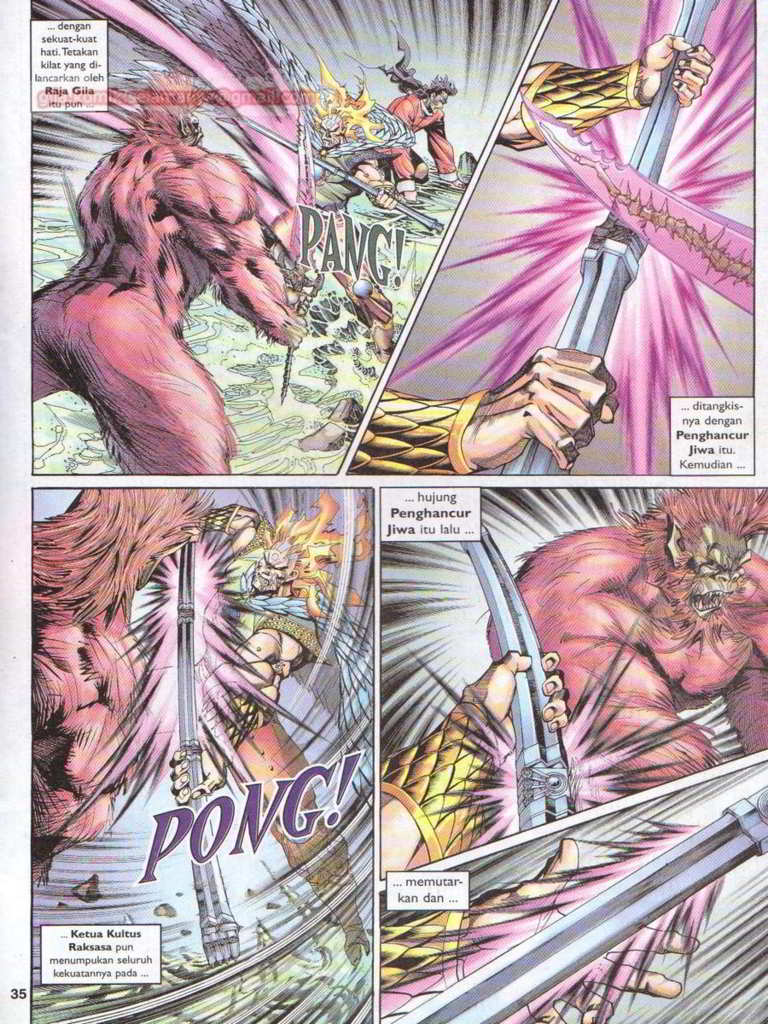 ... dengan
sekuat-kuat
hati. Tetakan
kilat yang di-
lancarkan oleh
Raja Gila
itu pun ...
PANG!
... ditangkis-
nya dengan
Penghancur
Jiwa itu.
Kemudian ...
PONG!
... Ketua Kultus
Raksasa pun
menumpukan seluruh
kekuatannya pada ...
... hujung
Penghancur
Jiwa itu lalu ...
... memutar-
kan dan ...
35